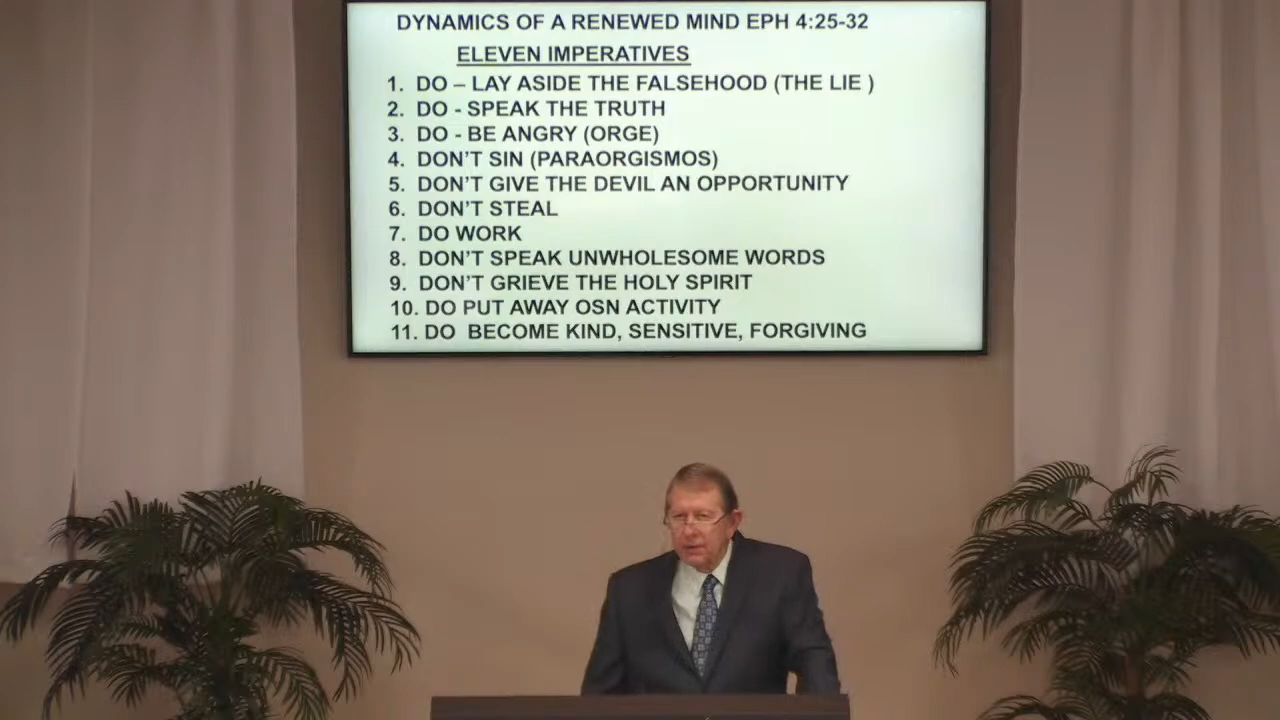 DYNAMICS OF A RENEWED MIND EPH 4:25-32
ELEVEN IMPERATIVES
1. DO – LAY ASIDE THE FALSEHOOD (THE LIE )
2. DO - SPEAK THE TRUTH
3. DO - BE ANGRY (ORGE)
4. DON'T SIN (PARAORGISMOS)
5. DON'T GIVE THE DEVIL AN OPPORTUNITY
6. DON'T STEAL
7. DO WORK
8. DON'T SPEAK UNWHOLESOME WORDS
9. DON'T GRIEVE THE HOLY SPIRIT
10. DO PUT AWAY OSN ACTIVITY
11. DO BECOME KIND, SENSITIVE, FORGIVING